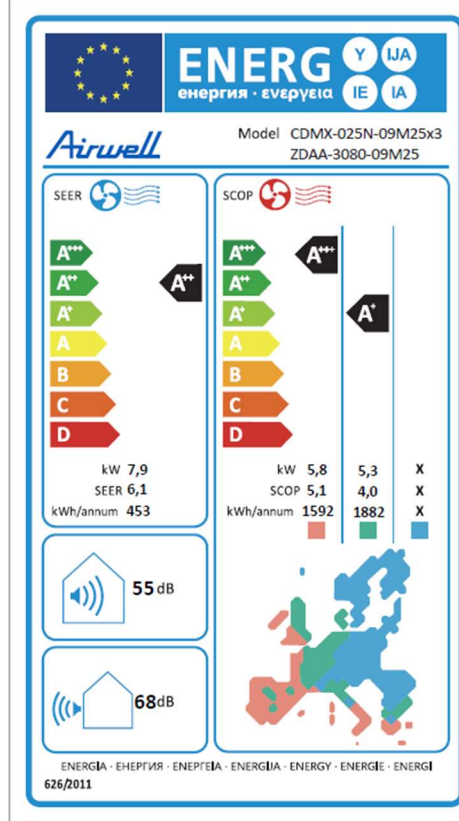 ENERG Y IJA
енергия · ενεργεια IE IA
Airwell
Model CDMX-025N-09M25x3
ZDAA-3080-09M25
SEER
A+++
A++
A+
A
B
C
D
A++
kW 7,9
SEER 6,1
kWh/annum 453
SCOP
A+++
A++
A+
A
B
C
D
A+++
A+
kW 5,8 5,3 X
SCOP 5,1 4,0 X
kWh/annum 1592 1882 X
55 dB
68dB
ENERGIA · ЕНЕРГИЯ · ΕΝΕΡΓΕΙΑ · ENERGIJA · ENERGY · ENERGIE · ENERGI
626/2011